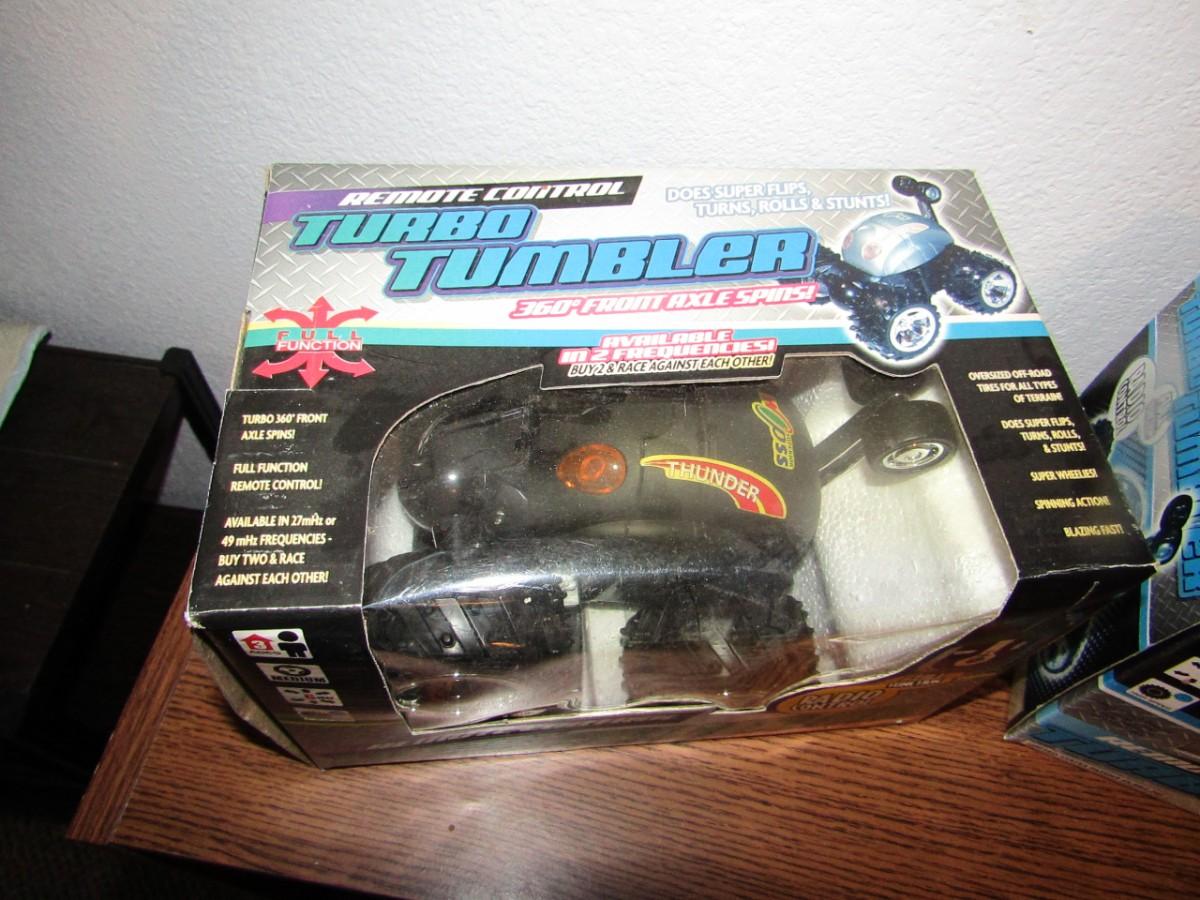 REMOTE CONTROL
TURBO
TUMBLER
360° FRONT AXLE SPINS!
DOES SUPER FLIPS,
TURNS, ROLLS & STUNTS!
FULL
FUNCTION
AVAILABLE
IN 2 FREQUENCIES!
BUY 2 & RACE AGAINST EACH OTHER!
TURBO 360° FRONT
AXLE SPINS!
FULL FUNCTION
REMOTE CONTROL!
AVAILABLE IN 27mHz or
49 mHz FREQUENCIES -
BUY TWO & RACE
AGAINST EACH OTHER!
THUNDER
OVERSIZED OFF-ROAD
TIRES FOR ALL TYPES
OF TERRAIN!
DOES SUPER FLIPS,
TURNS, ROLLS,
& STUNTS!
SUPER WHEELIES!
SPINNING ACTION!
BLAZING FAST!
3
MEDIUM